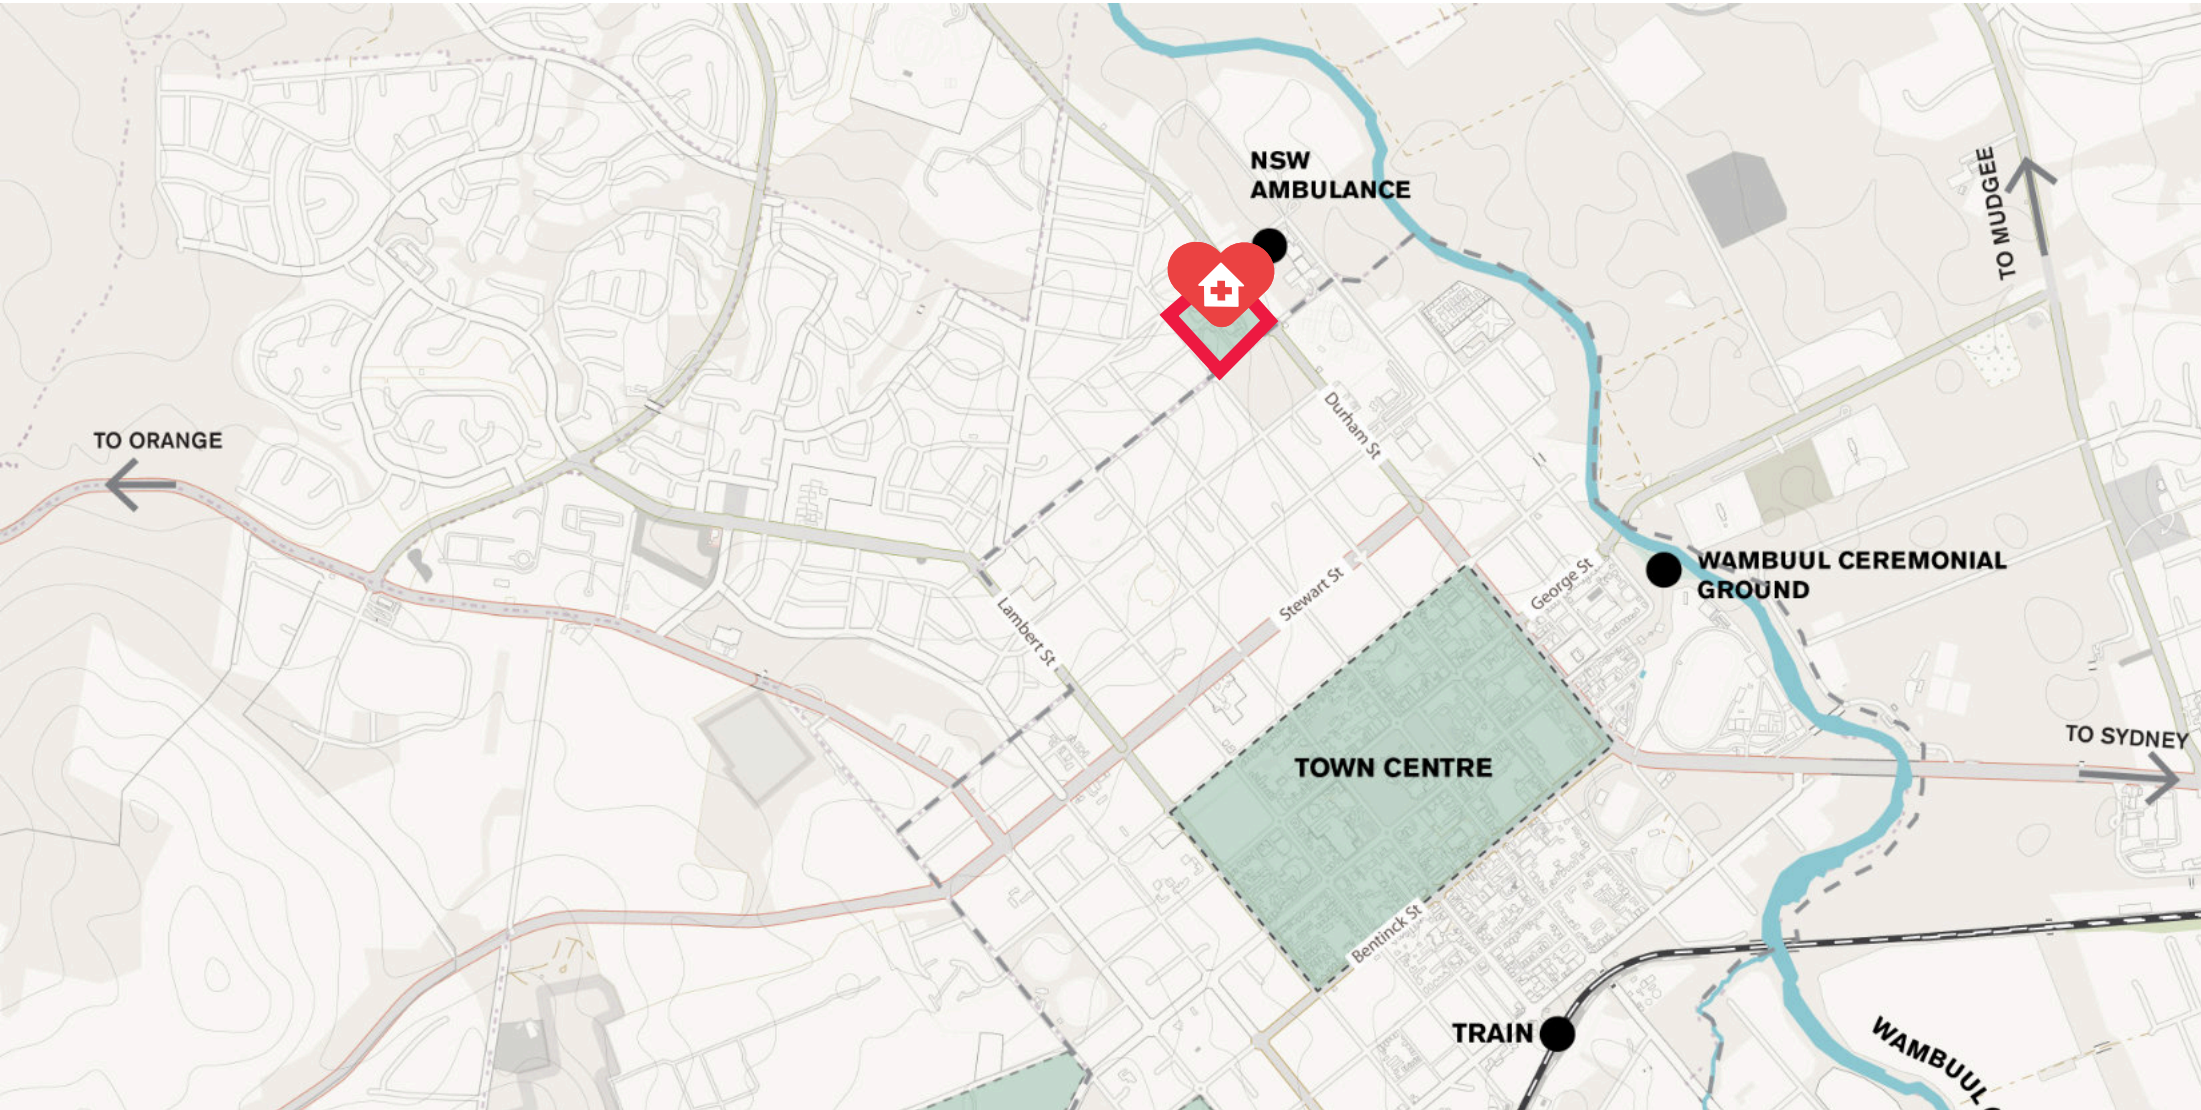 NSW
AMBULANCE
TO MUDGEE
Durham St
TO ORANGE
George St
WAMBUUL CEREMONIAL
GROUND
Stewart St
Lambert St
TO SYDNEY
TOWN CENTRE
Bentinck St
TRAIN
WAMBUUL